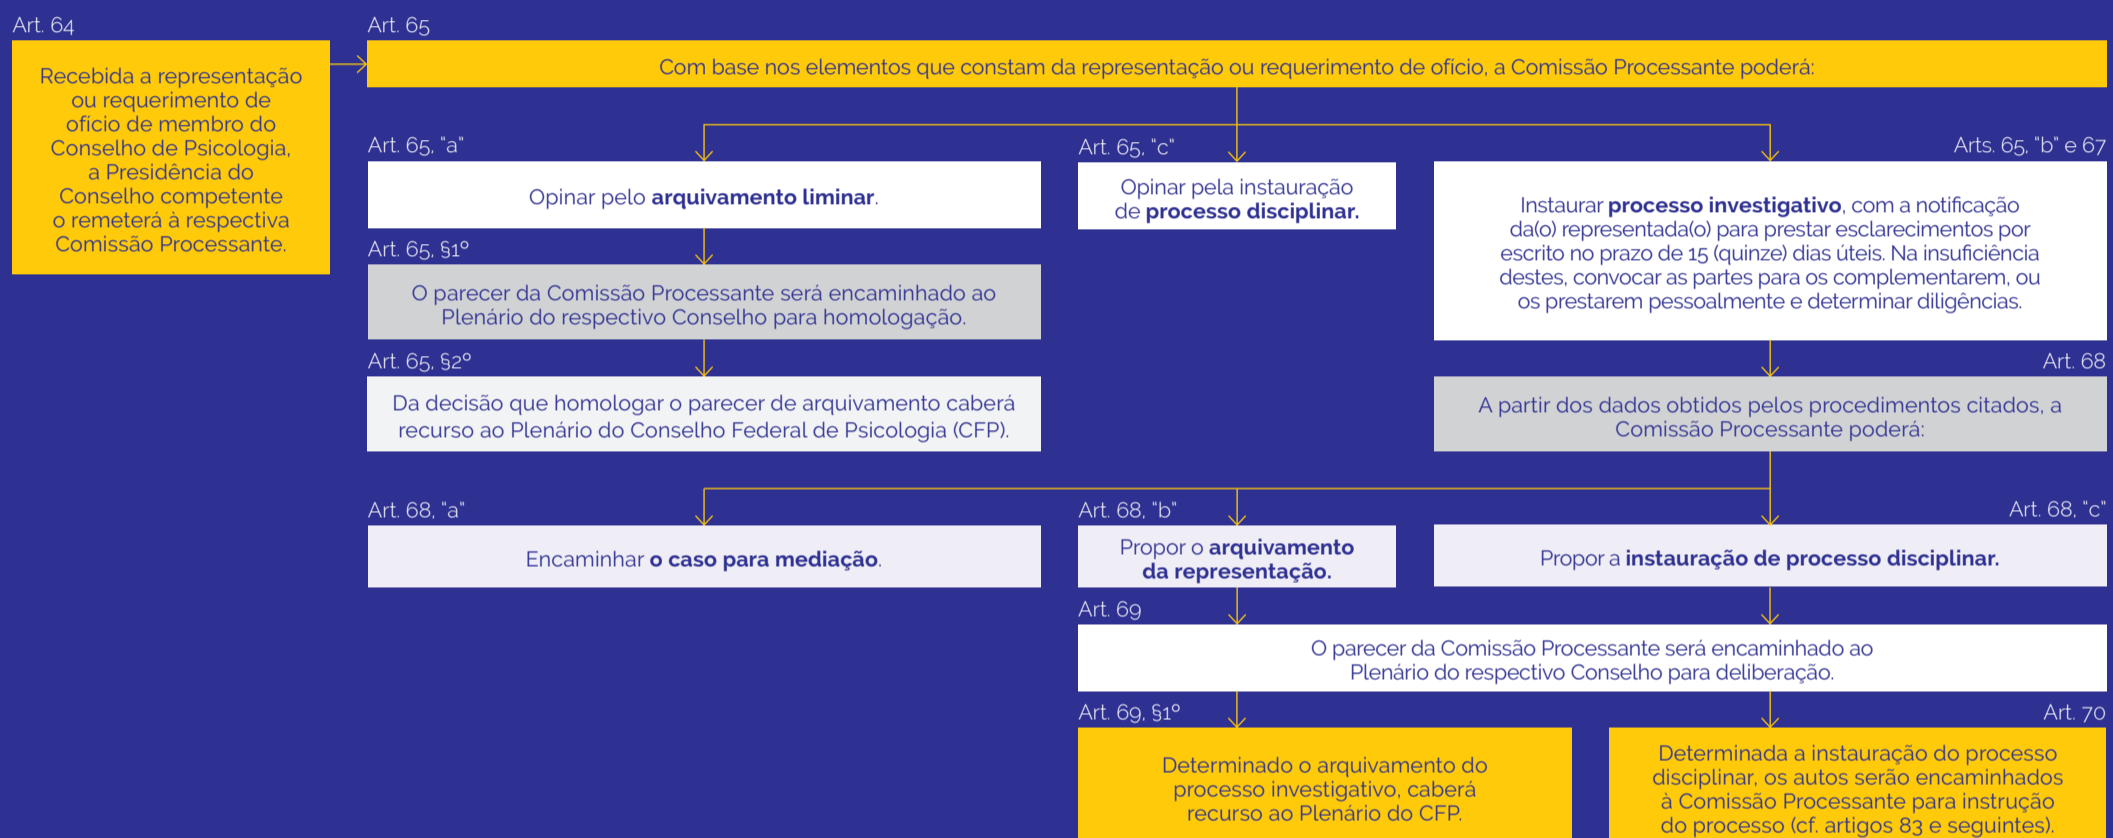 Art. 64
Recebida a representação
ou requerimento de
ofício de membro do
Conselho de Psicologia,
a Presidência do
Conselho competente
o remeterá à respectiva
Comissão Processante.
Art. 65
Com base nos elementos que constam da representação ou requerimento de ofício, a Comissão Processante poderá:
Art. 65, “a”
Opinar pelo arquivamento liminar.
Art. 65, §1º
O parecer da Comissão Processante será encaminhado ao
Plenário do respectivo Conselho para homologação.
Art. 65, §2º
Da decisão que homologar o parecer de arquivamento caberá
recurso ao Plenário do Conselho Federal de Psicologia (CFP).
Art. 65, “c”
Opinar pela instauração
de processo disciplinar.
Arts. 65, “b” e 67
Instaurar processo investigativo, com a notificação
da(o) representada(o) para prestar esclarecimentos por
escrito no prazo de 15 (quinze) dias úteis. Na insuficiência
destes, convocar as partes para os complementarem, ou
os prestarem pessoalmente e determinar diligências.
Art. 68
A partir dos dados obtidos pelos procedimentos citados, a
Comissão Processante poderá:
Art. 68, “a”
Encaminhar o caso para mediação.
Art. 68, “b”
Propor o arquivamento
da representação.
Art. 68, “c”
Propor a instauração de processo disciplinar.
Art. 69
O parecer da Comissão Processante será encaminhado ao
Plenário do respectivo Conselho para deliberação.
Art. 69, §1º
Determinado o arquivamento do
processo investigativo, caberá
recurso ao Plenário do CFP.
Art. 70
Determinada a instauração do processo
disciplinar, os autos serão encaminhados
à Comissão Processante para instrução
do processo (cf. artigos 83 e seguintes).